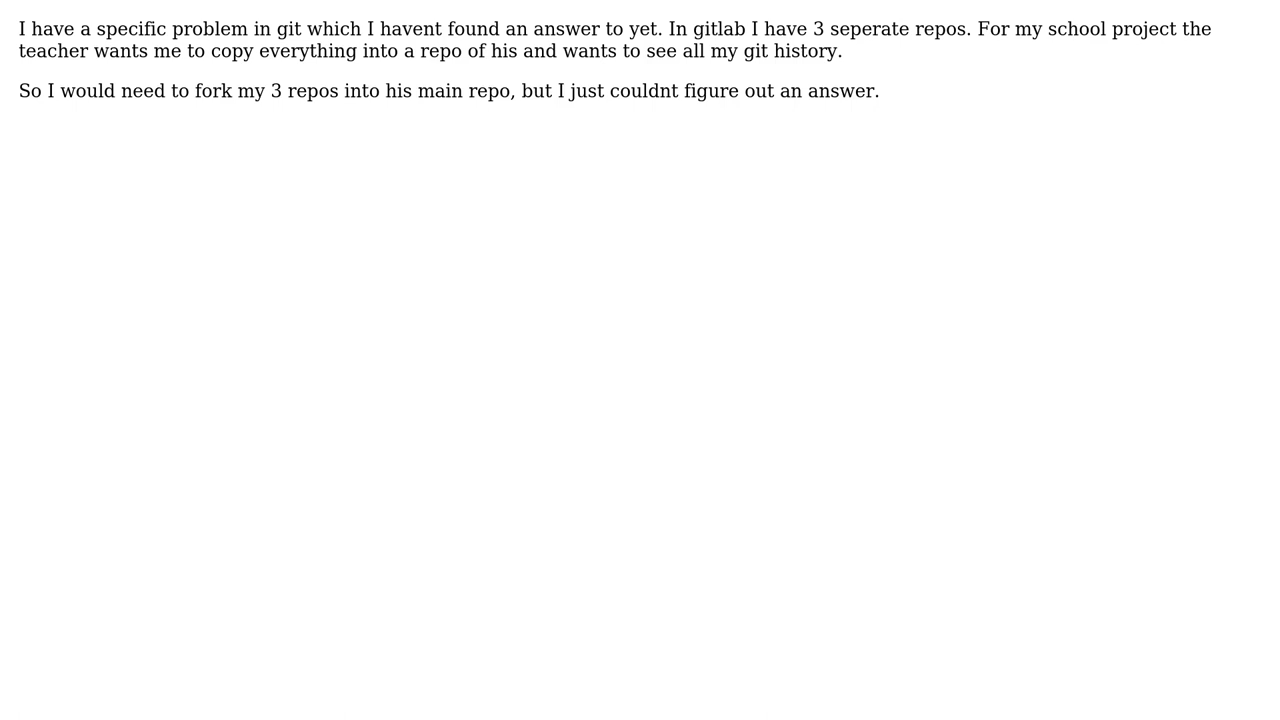 I have a specific problem in git which I havent found an answer to yet. In gitlab I have 3 seperate repos. For my school project the
teacher wants me to copy everything into a repo of his and wants to see all my git history.
So I would need to fork my 3 repos into his main repo, but I just couldnt figure out an answer.